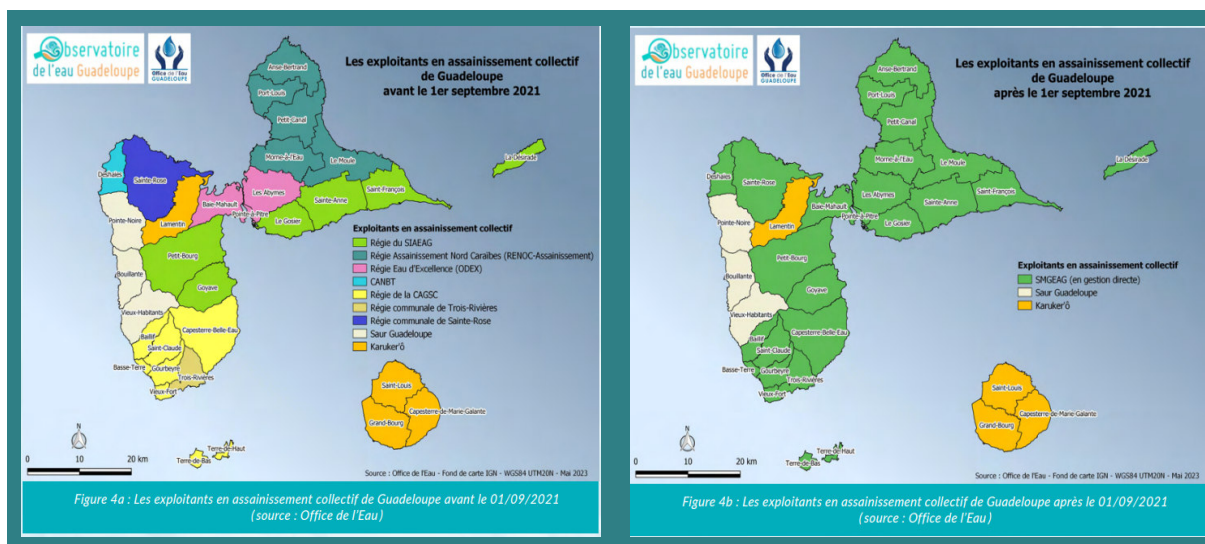 Observatoire
de l'eau Guadeloupe
Office de l'Eau
GUADELOUPE
Les exploitants en assainissement collectif
de Guadeloupe
avant le 1er septembre 2021
Anse-Bertrand
Port-Louis
Petit-Canal
Morne-à-l'Eau
Le Moule
La Désirade
Deshaies
Sainte-Rose
Baie-Mahault
Les Abymes
Saint-François
Sainte-Anne
Pointe-à-Pitre
Le Gosier
Pointe-Noire
Lamentin
Petit-Bourg
Bouillante
Goyave
Vieux-Habitants
Capesterre-Belle-Eau
Baillif
Saint-Claude
Basse-Terre
Gourbeyre
Trois-Rivières
Vieux-Fort
Terre-de-Haut
Terre-de-Bas
Saint-Louis
Capesterre-de-Marie-Galante
Grand-Bourg
Exploitants en assainissement collectif
Régie du SIAEAG
Régie Assainissement Nord Caraïbes (RENOC-Assainissement)
Régie Eau d'Excellence (ODEX)
CANBT
Régie de la CAGSC
Régie communale de Trois-Rivières
Régie communale de Sainte-Rose
Saur Guadeloupe
Karuker'ô
N
0 10 20 km
Source : Office de l'Eau - Fond de carte IGN - WGS84 UTM20N - Mai 2023
Figure 4a : Les exploitants en assainissement collectif de Guadeloupe avant le 01/09/2021
(source : Office de l'Eau)
Observatoire
de l'eau Guadeloupe
Office de l'Eau
GUADELOUPE
Les exploitants en assainissement collectif
de Guadeloupe
après le 1er septembre 2021
Anse-Bertrand
Port-Louis
Petit-Canal
Morne-à-l'Eau
Le Moule
La Désirade
Deshaies
Sainte-Rose
Baie-Mahault
Les Abymes
Saint-François
Sainte-Anne
Pointe-à-Pitre
Le Gosier
Pointe-Noire
Lamentin
Petit-Bourg
Bouillante
Goyave
Vieux-Habitants
Capesterre-Belle-Eau
Baillif
Saint-Claude
Basse-Terre
Gourbeyre
Trois-Rivières
Vieux-Fort
Terre-de-Haut
Terre-de-Bas
Saint-Louis
Capesterre-de-Marie-Galante
Grand-Bourg
Exploitants en assainissement collectif
SMGEAG (en gestion directe)
Saur Guadeloupe
Karuker'ô
N
0 10 20 km
Source : Office de l'Eau - Fond de carte IGN - WGS84 UTM20N - Mai 2023
Figure 4b : Les exploitants en assainissement collectif de Guadeloupe après le 01/09/2021
(source : Office de l'Eau)